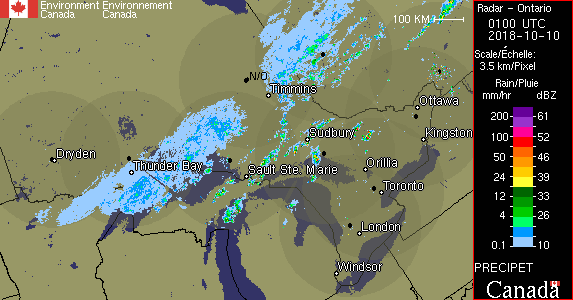 Environment Environnement
Canada Canada
100 KM
N/O
Timmins
Ottawa
Sudbury
Kingston
Dryden
Thunder Bay
Sault Ste. Marie
Orillia
Toronto
London
Windsor
Radar - Ontario
0100 UTC
2018-10-10
Scale/Échelle:
3.5 km/Pixel
Rain/Pluie
mm/hr dBZ
200 61
100 57
100 52
50 46
24 39
12 33
4 26
0.1 10
PRECIPET
Canada